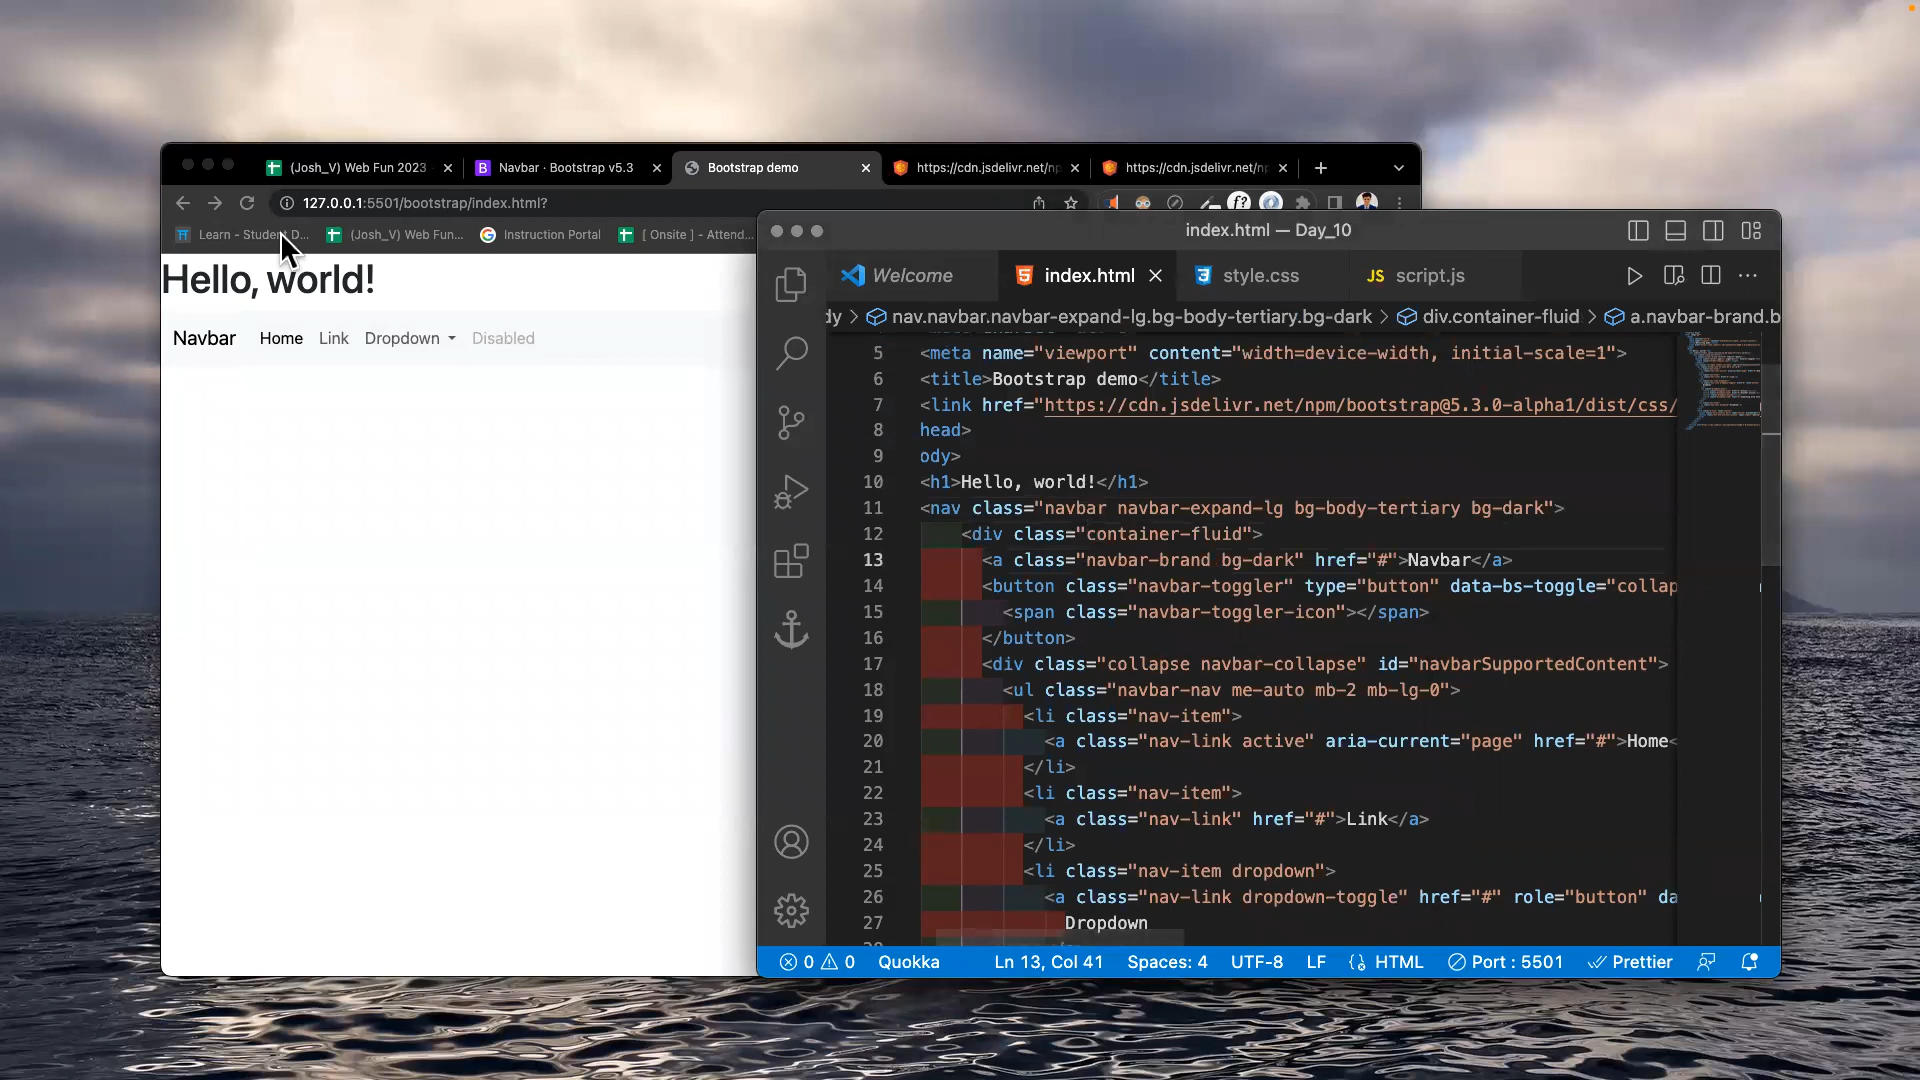 (Josh_V) Web Fun 2023
Navbar · Bootstrap v5.3
Bootstrap demo
https://cdn.jsdelivr.net/np
https://cdn.jsdelivr.net/np
127.0.0.1:5501/bootstrap/index.html?
Learn - Student D...
(Josh_V) Web Fun...
Instruction Portal
[ Onsite ] - Attend...
Hello, world!
Navbar Home Link Dropdown Disabled
index.html — Day_10
Welcome
index.html
style.css
JS script.js
dy > nav.navbar.navbar-expand-lg.bg-body-tertiary.bg-dark > div.container-fluid > a.navbar-brand.b
5 <meta name="viewport" content="width=device-width, initial-scale=1">
6 <title>Bootstrap demo</title>
7 <link href="https://cdn.jsdelivr.net/npm/bootstrap@5.3.0-alpha1/dist/css/
8 head>
9 ody>
10 <h1>Hello, world!</h1>
11 <nav class="navbar navbar-expand-lg bg-body-tertiary bg-dark">
12 <div class="container-fluid">
13 <a class="navbar-brand bg-dark" href="#">Navbar</a>
14 <button class="navbar-toggler" type="button" data-bs-toggle="collap
15 <span class="navbar-toggler-icon"></span>
16 </button>
17 <div class="collapse navbar-collapse" id="navbarSupportedContent">
18 <ul class="navbar-nav me-auto mb-2 mb-lg-0">
19 <li class="nav-item">
20 <a class="nav-link active" aria-current="page" href="#">Home<
21 </li>
22 <li class="nav-item">
23 <a class="nav-link" href="#">Link</a>
24 </li>
25 <li class="nav-item dropdown">
26 <a class="nav-link dropdown-toggle" href="#" role="button" da
27 Dropdown
0 0 Quokka Ln 13, Col 41 Spaces: 4 UTF-8 LF {} HTML Port : 5501 Prettier